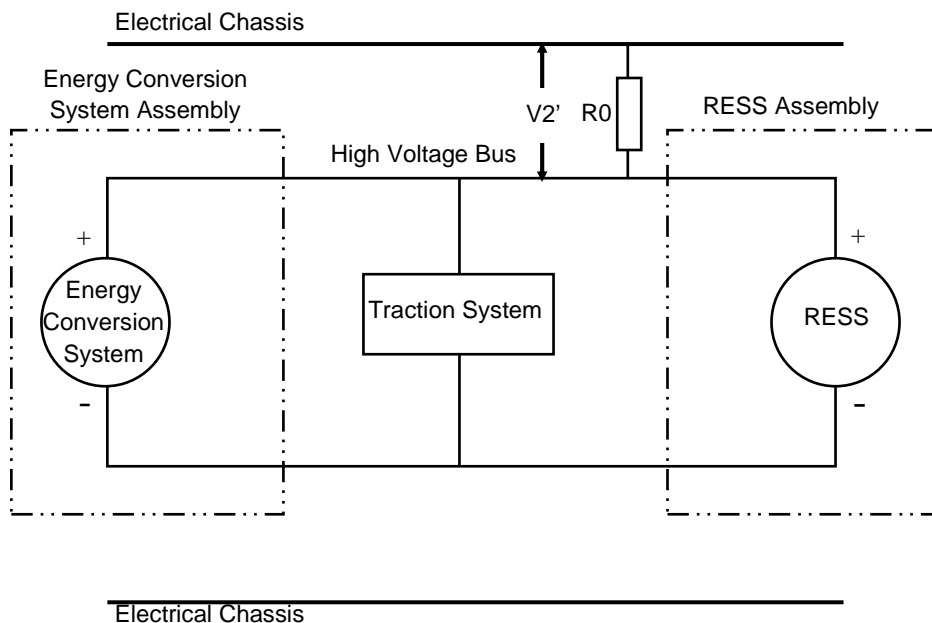 Electrical Chassis
Energy Conversion
System Assembly
V2'
R0
RESS Assembly
High Voltage Bus
+
+
Energy
Conversion
System
Traction System
RESS
-
-
Electrical Chassis